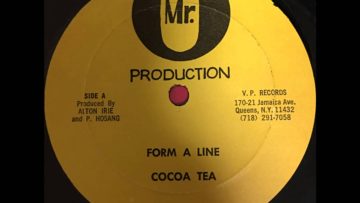 Mr.
PRODUCTION
SIDE A
Produced By
ALTON IRIE
and P. HOSANG
V. P. RECORDS
170-21 Jamaica Ave.
Queens, N.Y. 11432
(718) 291-7058
FORM A LINE
COCOA TEA